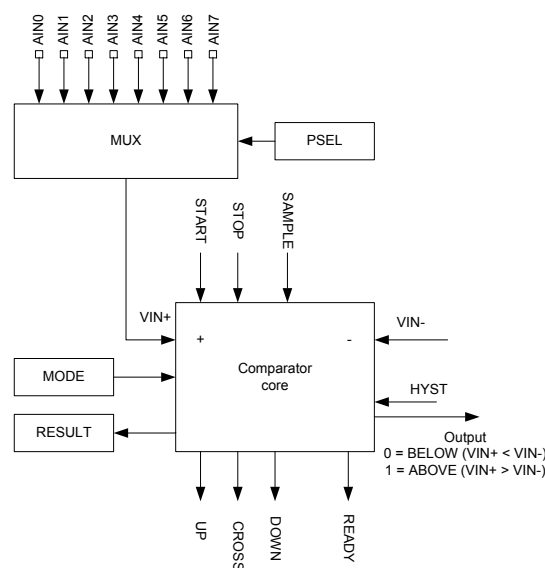 AIN0
AIN1
AIN2
AIN3
AIN4
AIN5
AIN6
AIN7
MUX
PSEL
START
STOP
SAMPLE
VIN+
VIN-
+
-
MODE
Comparator
core
HYST
RESULT
Output
0 = BELOW (VIN+ < VIN-)
1 = ABOVE (VIN+ > VIN-)
UP
CROSS
DOWN
READY